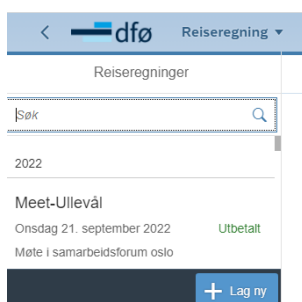 dfø Reiseregning
Reiseregninger
Søk
2022
Meet-Ullevål
Onsdag 21. september 2022 Utbetalt
Møte i samarbeidsforum oslo
Lag ny